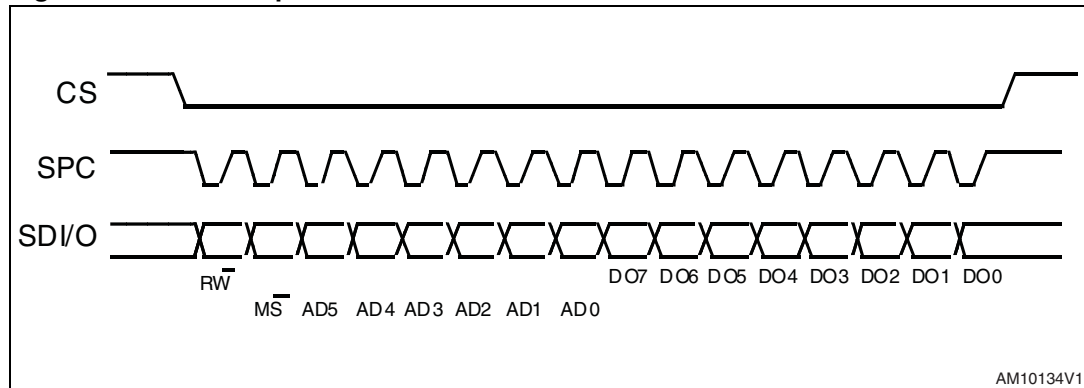 CS
SPC
SDI/O
RW
DO7 DO6 DO5 DO4 DO3 DO2 DO1 DO0
MS AD5 AD4 AD3 AD2 AD1 AD0
AM10134V1